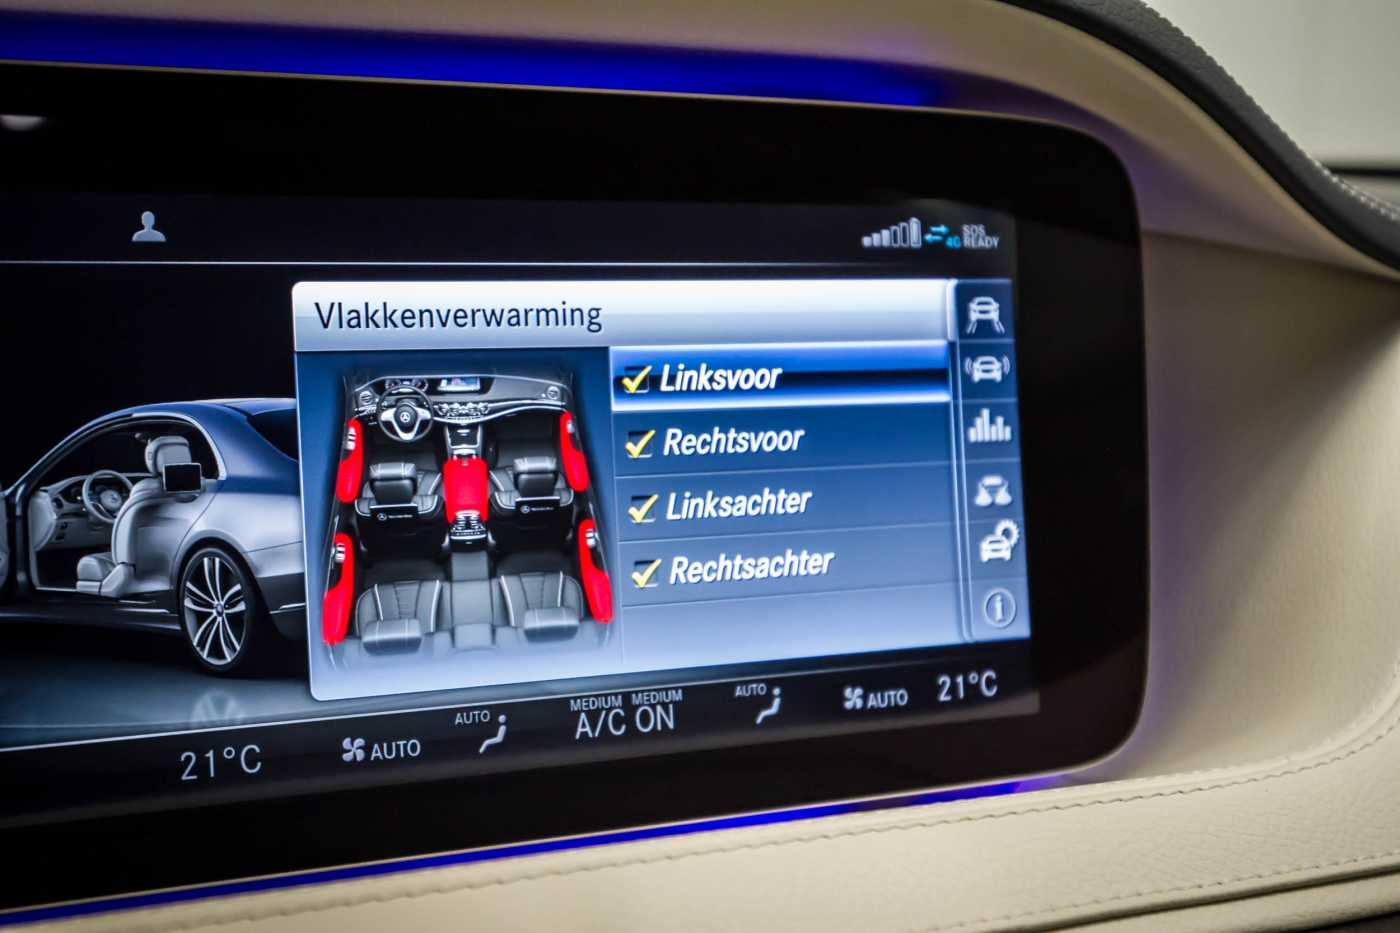 SOS
4G READY
Vlakkenverwarming
Linksvoor
Rechtsvoor
Linksachter
Rechtsachter
21°C
AUTO
AUTO
MEDIUM MEDIUM
A/C ON
AUTO
AUTO
21°C